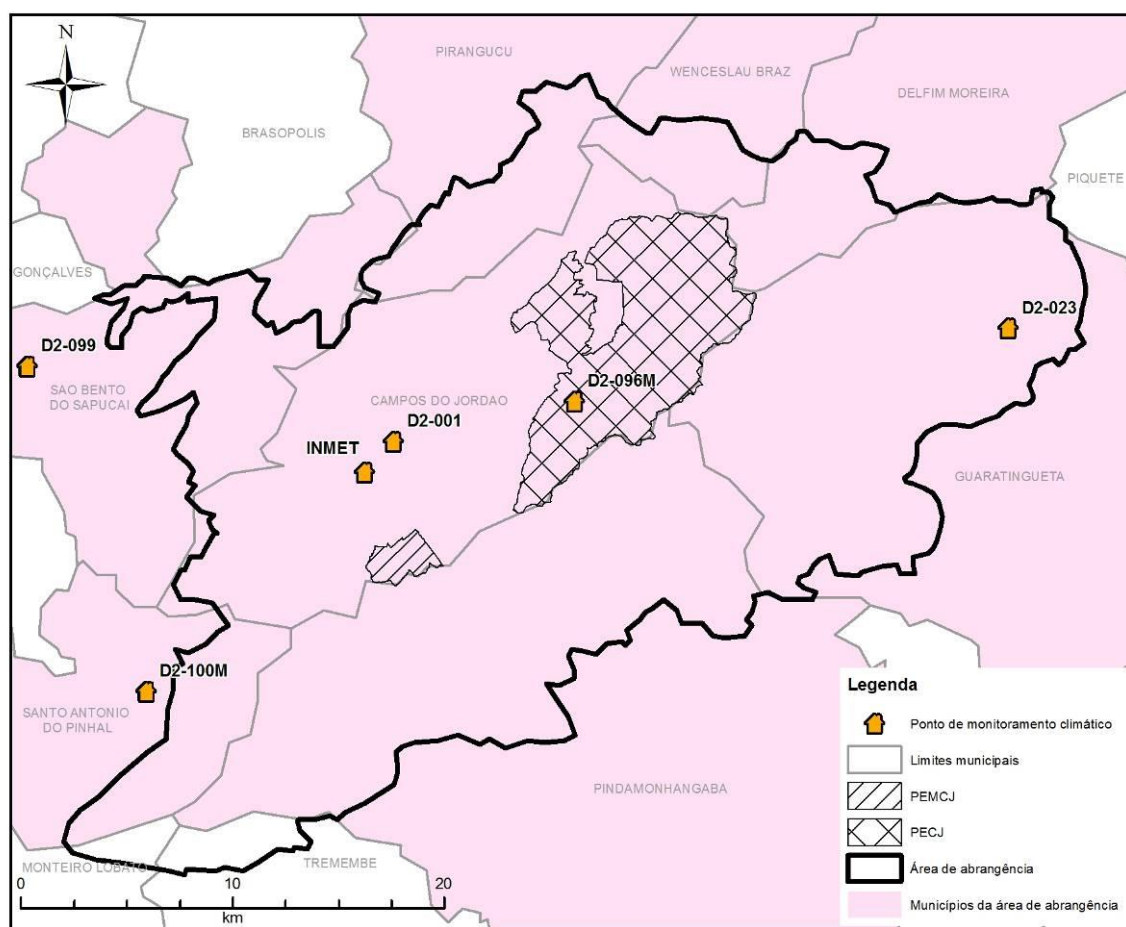 N
PIRANGUCU
WENCESLAU BRAZ
DELFIM MOREIRA
BRASOPOLIS
PIQUETE
GONÇALVES
D2-023
D2-099
SAO BENTO
DO SAPUCAI
D2-096M
CAMPOS DO JORDAO
D2-001
INMET
GUARATINGUETA
D2-100M
SANTO ANTONIO
DO PINHAL
PINDAMONHANGABA
TREMEMBE
MONTEIRO LOBATO
0 10 20
km
Legenda
Ponto de monitoramento climático
Limites municipais
PEMCJ
PECJ
Área de abrangência
Municípios da área de abrangência